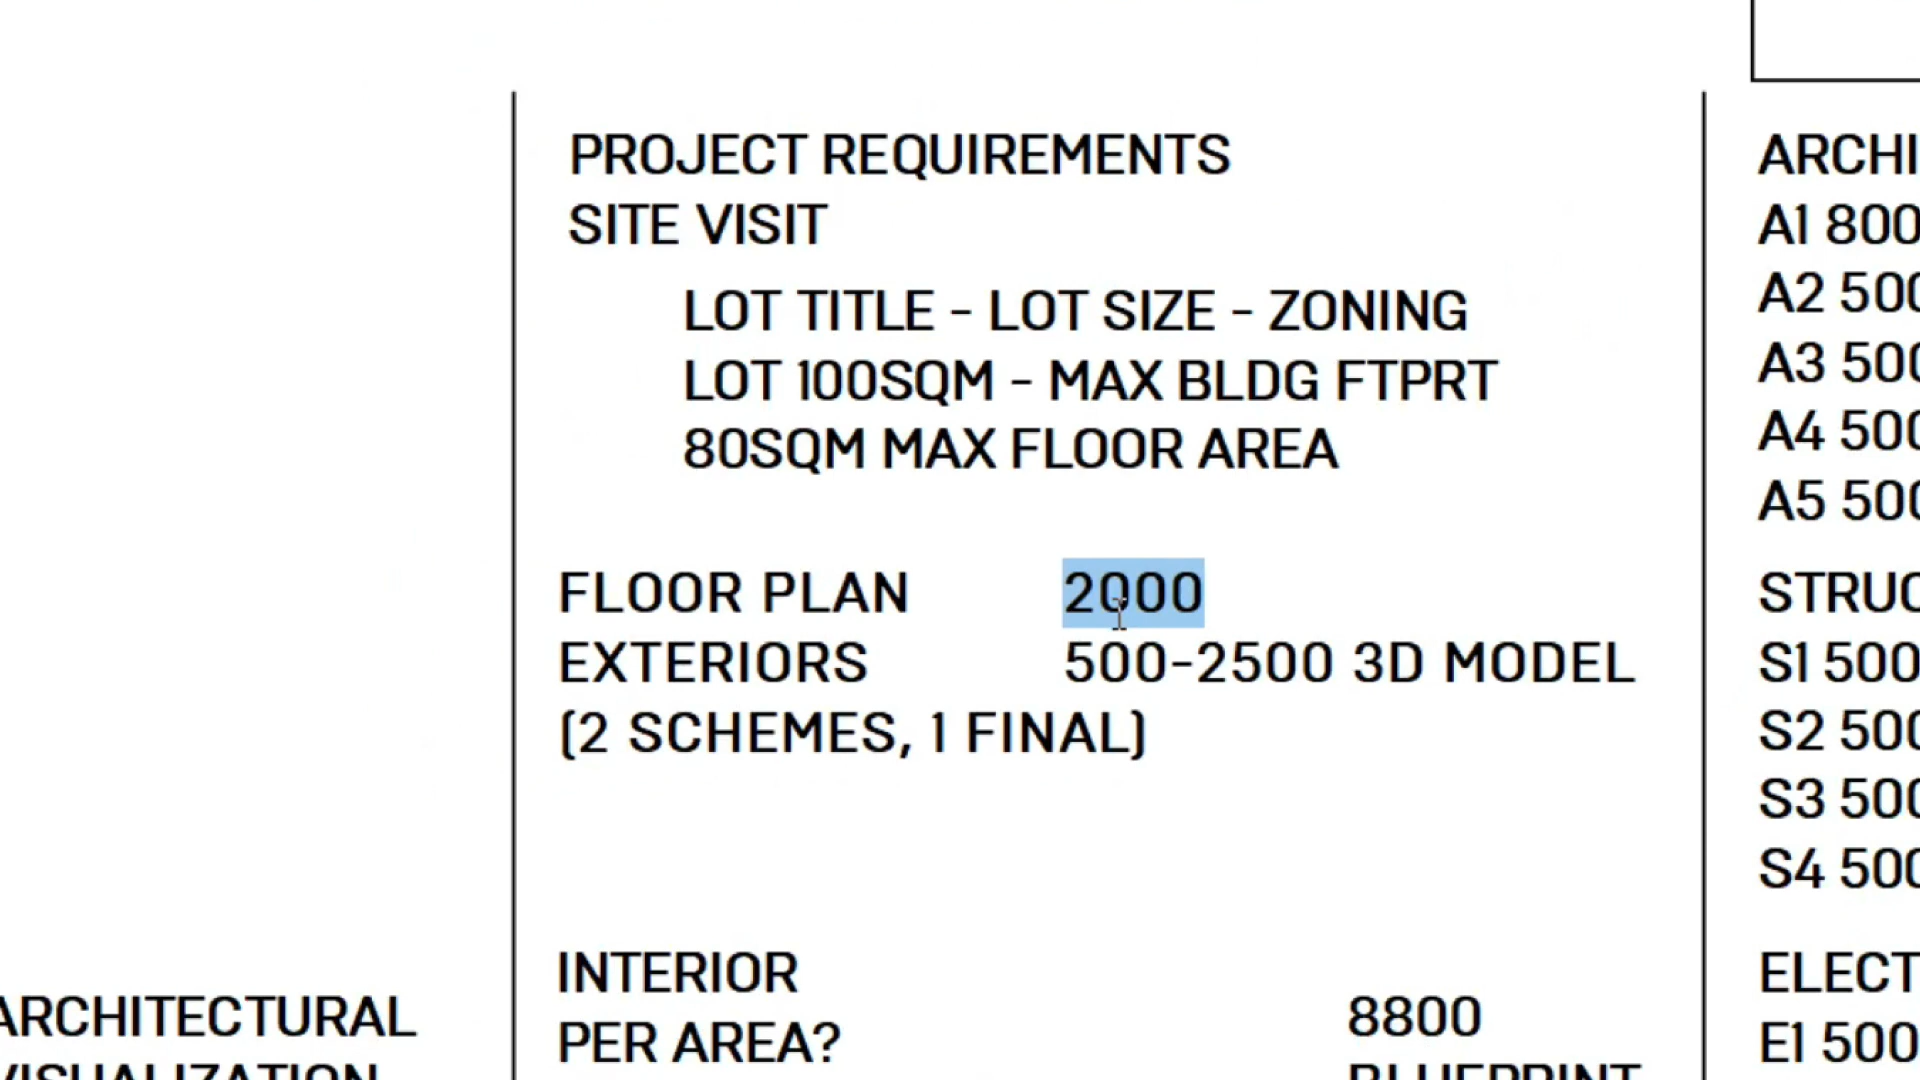 PROJECT REQUIREMENTS
SITE VISIT
LOT TITLE - LOT SIZE - ZONING
LOT 100SQM - MAX BLDG FTPRT
80SQM MAX FLOOR AREA
FLOOR PLAN 2000
EXTERIORS 500-2500 3D MODEL
(2 SCHEMES, 1 FINAL)
INTERIOR
PER AREA?
8800
BLUEPRINT
ARCHITECTURAL
VISUALIZATION
ARCHI
A1 800
A2 500
A3 500
A4 500
A5 500
STRUC
S1 500
S2 500
S3 500
S4 500
ELECT
E1 500